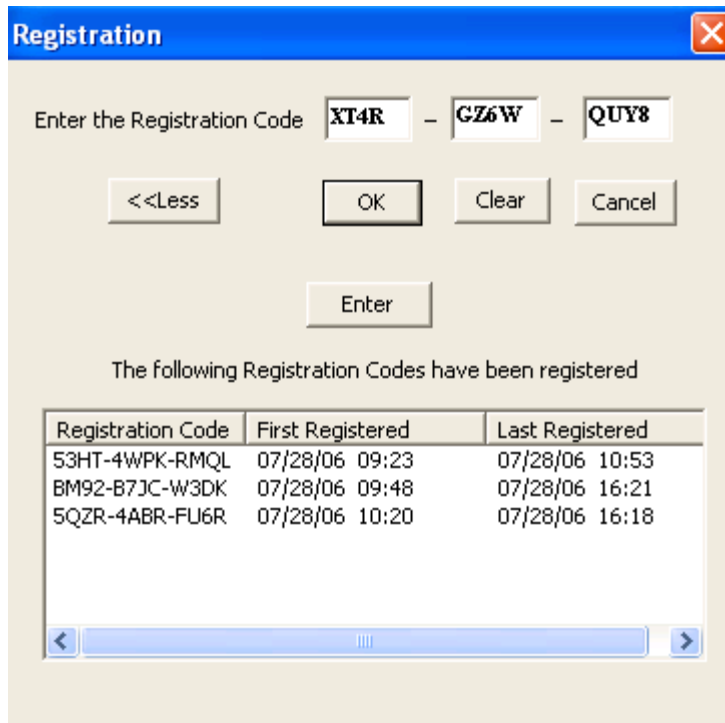 Registration
Enter the Registration Code XT4R – GZ6W – QUY8
<<Less OK Clear Cancel
Enter
The following Registration Codes have been registered
Registration Code First Registered Last Registered
53HT-4WPK-RMQL 07/28/06 09:23 07/28/06 10:53
BM92-B7JC-W3DK 07/28/06 09:48 07/28/06 16:21
5QZR-4ABR-FU6R 07/28/06 10:20 07/28/06 16:18